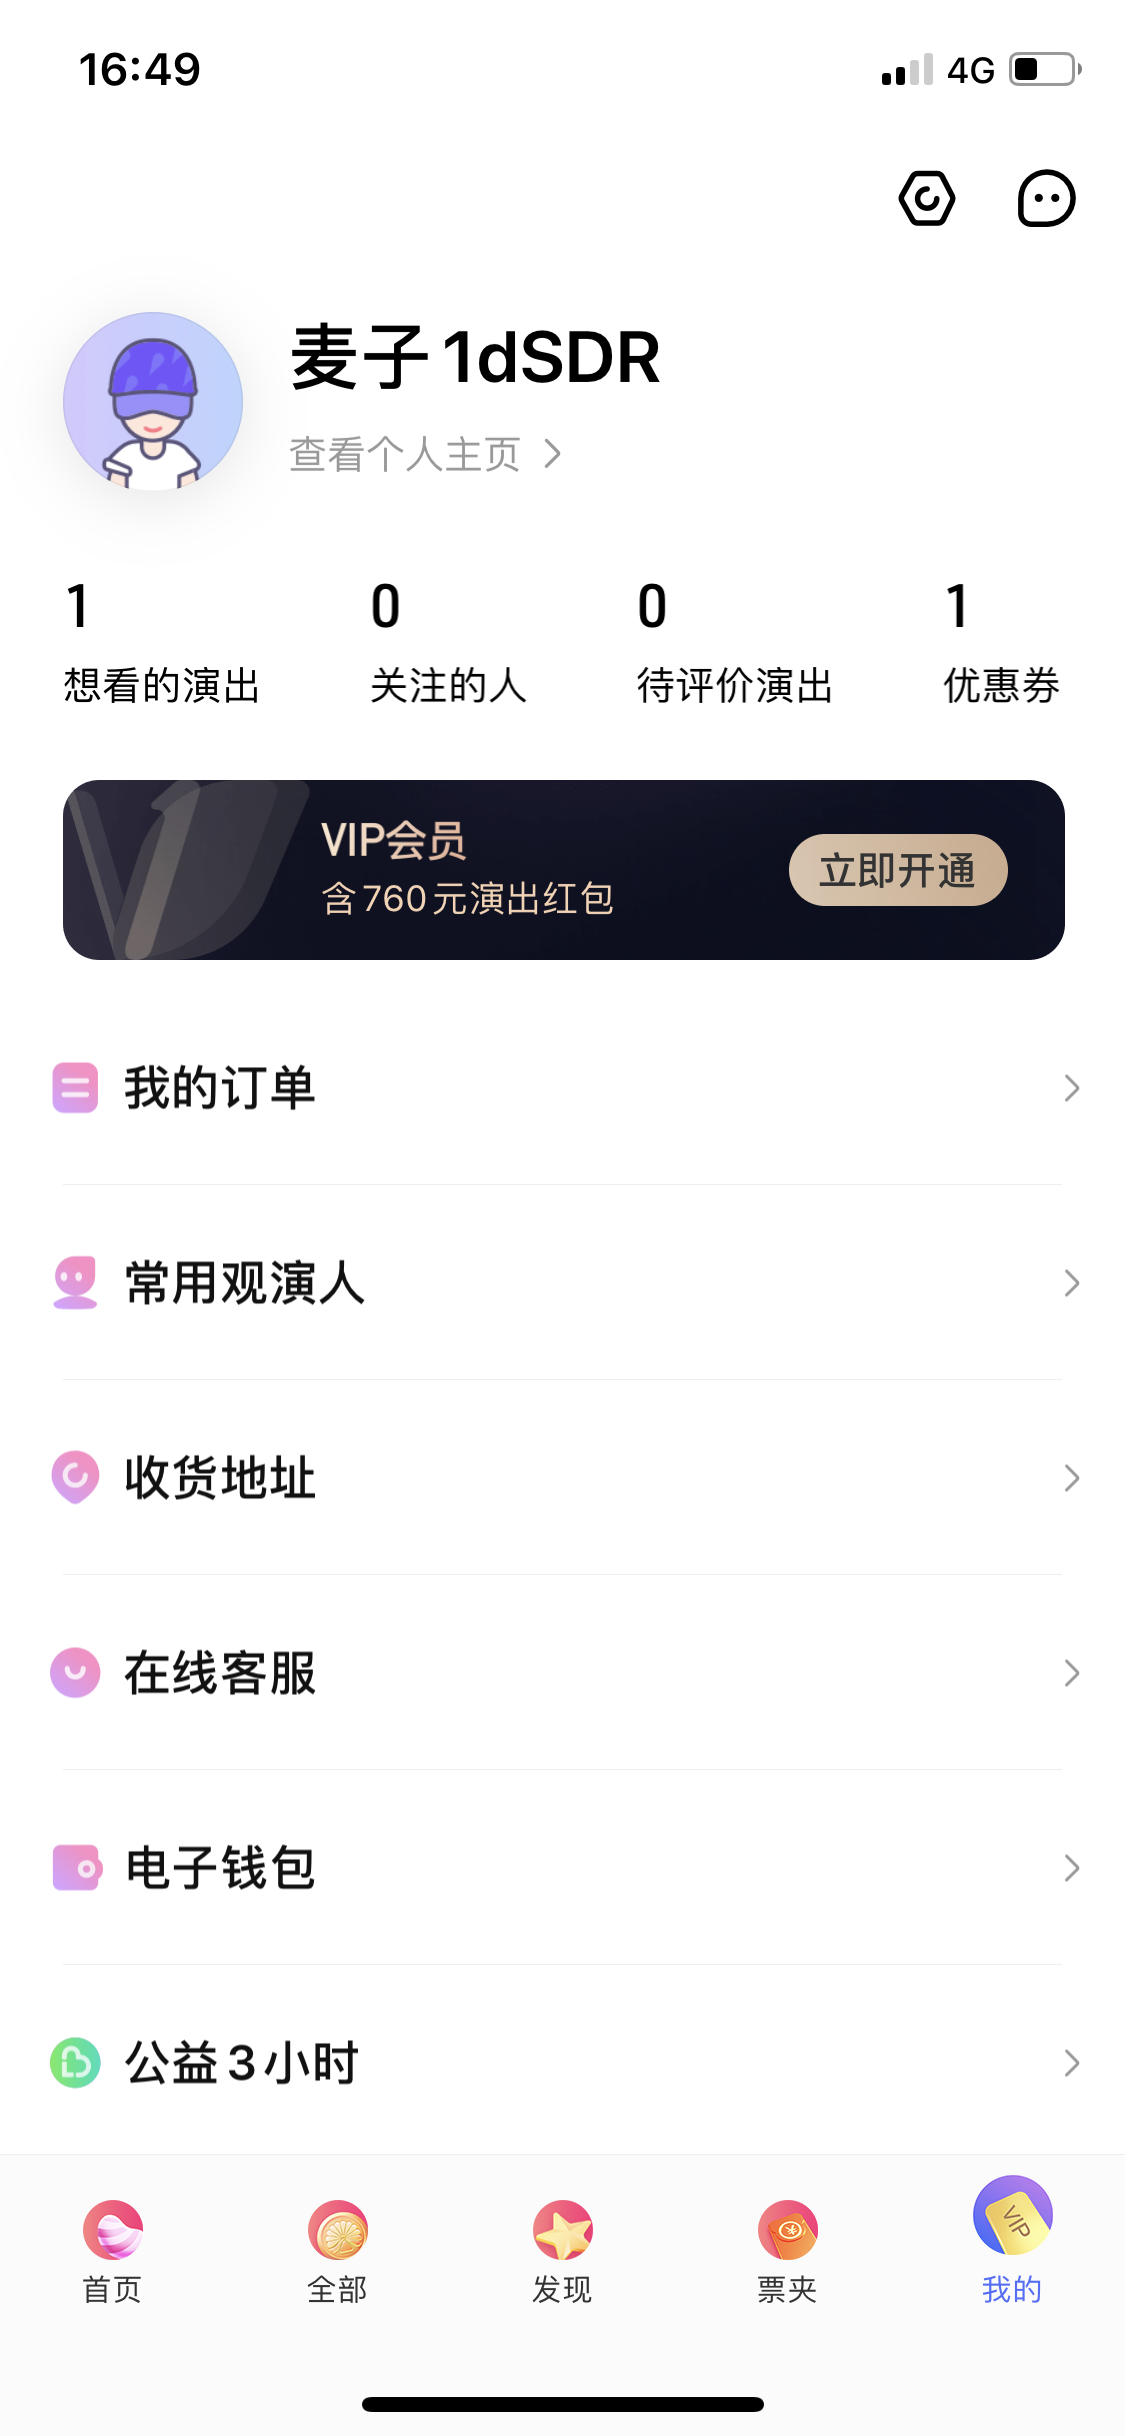 16:49 4G
麦子1dSDR
查看个人主页
1 0 0 1
想看的演出 关注的人 待评价演出 优惠券
VIP会员
含760元演出红包
立即开通
我的订单
常用观演人
收货地址
在线客服
电子钱包
公益3小时
VIP
首页 全部 发现 票夹 我的